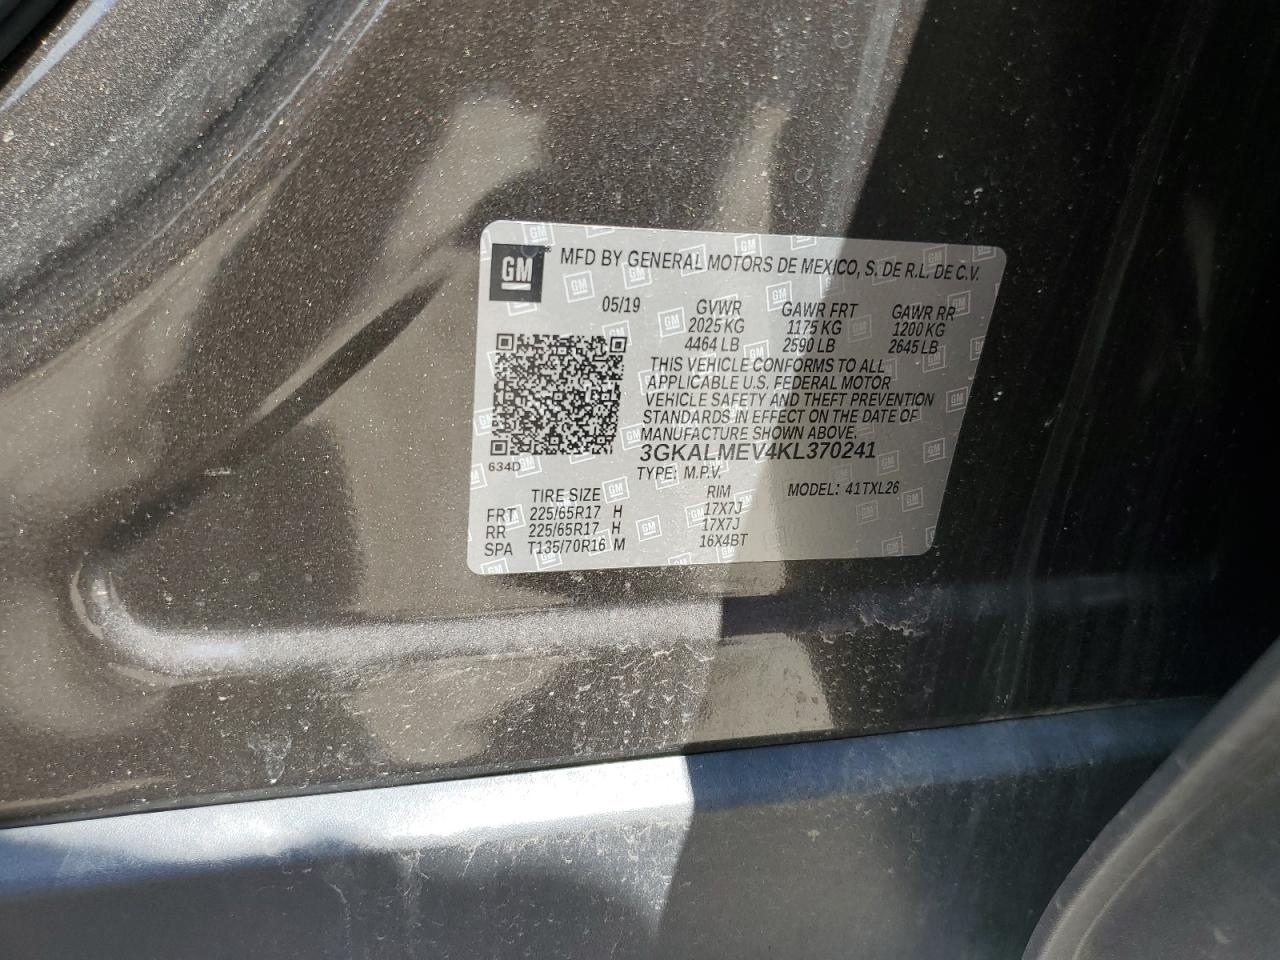 GM MFD BY GENERAL MOTORS DE MEXICO, S. DE R.L. DE C.V.
05/19 GVWR GAWR FRT GAWR RR
2025 KG 1175 KG 1200 KG
4464 LB 2590 LB 2645 LB
THIS VEHICLE CONFORMS TO ALL
APPLICABLE U.S. FEDERAL MOTOR
VEHICLE SAFETY AND THEFT PREVENTION
STANDARDS IN EFFECT ON THE DATE OF
MANUFACTURE SHOWN ABOVE.
3GKALMEV4KL370241
634D TYPE: M.P.V.
TIRE SIZE RIM MODEL: 41TXL26
FRT 225/65R17 H 17X7J
RR 225/65R17 H 17X7J
SPA T135/70R16 M 16X4BT